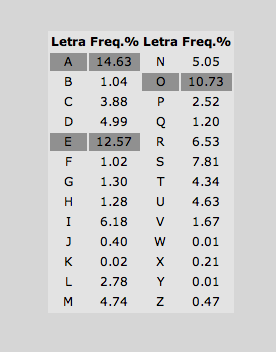 Letra Freq.% Letra Freq.%
A 14.63 N 5.05
B 1.04 O 10.73
C 3.88 P 2.52
D 4.99 Q 1.20
E 12.57 R 6.53
F 1.02 S 7.81
G 1.30 T 4.34
H 1.28 U 4.63
I 6.18 V 1.67
J 0.40 W 0.01
K 0.02 X 0.21
L 2.78 Y 0.01
M 4.74 Z 0.47